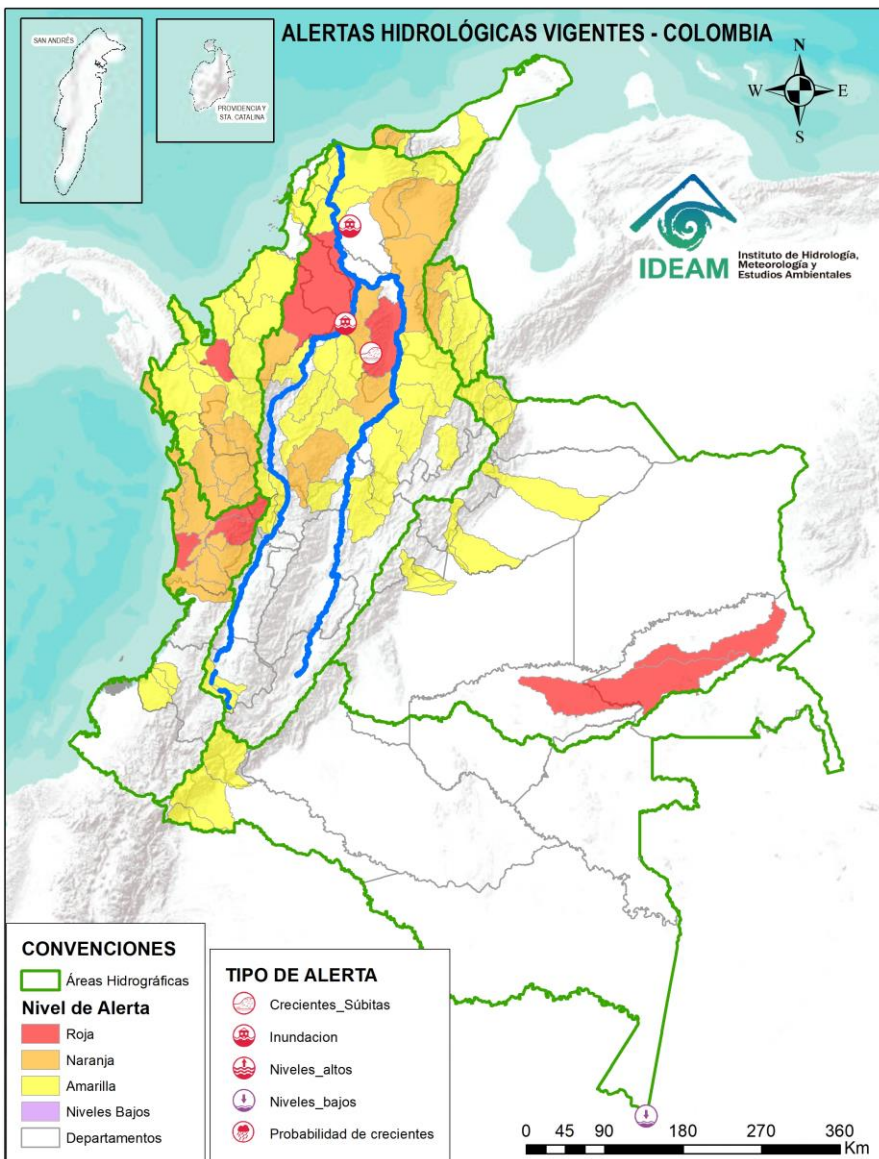 ALERTAS HIDROLÓGICAS VIGENTES - COLOMBIA
SAN ANDRÉS
PROVIDENCIA Y
STA. CATALINA
N
W
E
S
IDEAM
Instituto de Hidrología,
Meteorología y
Estudios Ambientales
CONVENCIONES
Áreas Hidrográficas
Nivel de Alerta
Roja
Naranja
Amarilla
Niveles Bajos
Departamentos
TIPO DE ALERTA
Crecientes_Súbitas
Inundacion
Niveles_altos
Niveles_bajos
Probabilidad de crecientes
0 45 90 180 270 360
Km